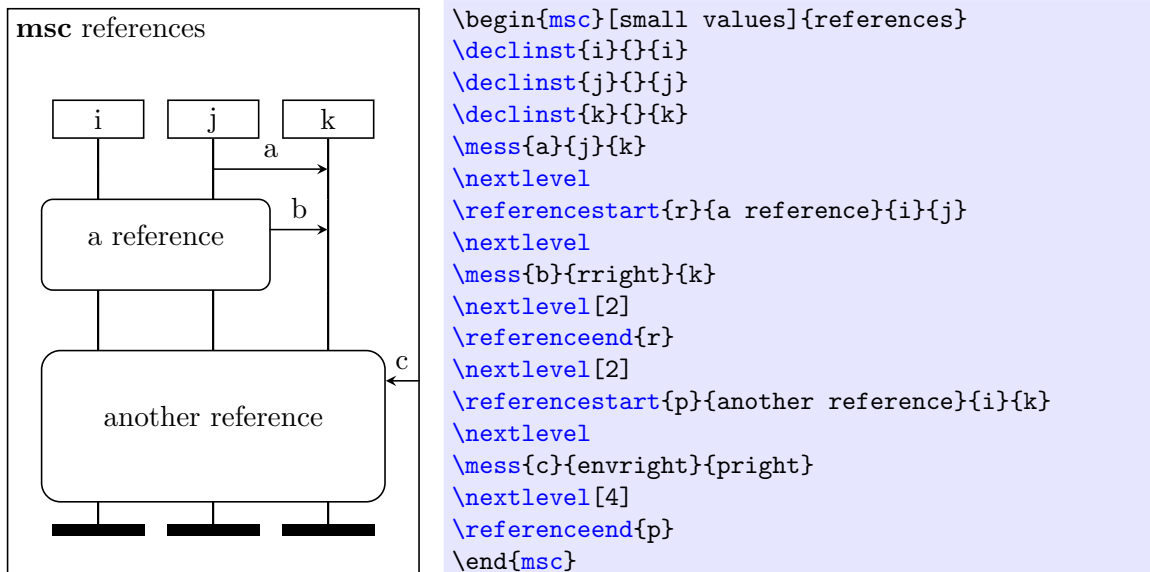 msc references
i j k
a
b
a reference
c
another reference
\begin{msc}[small values]{references}
\declinst{i}{}{i}
\declinst{j}{}{j}
\declinst{k}{}{k}
\mess{a}{j}{k}
\nextlevel
\referencestart{r}{a reference}{i}{j}
\nextlevel
\mess{b}{rright}{k}
\nextlevel[2]
\referenceend{r}
\nextlevel[2]
\referencestart{p}{another reference}{i}{k}
\nextlevel
\mess{c}{envright}{pright}
\nextlevel[4]
\referenceend{p}
\end{msc}